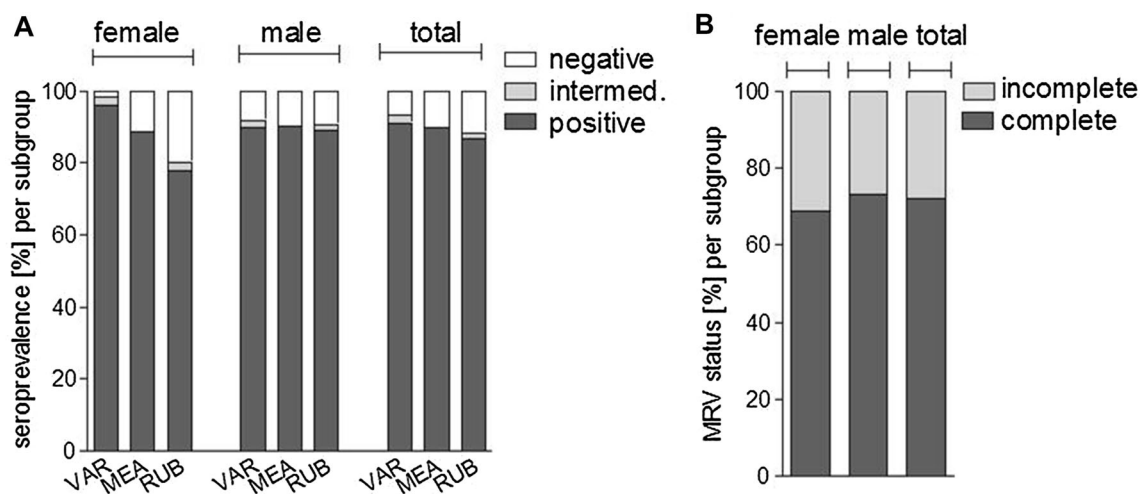 A
female male total
negative
intermed.
positive
seroprevalence [%] per subgroup
100
80
60
40
20
0
VAR MEA RUB VAR MEA RUB VAR MEA RUB
B
female male total
incomplete
complete
MRV status [%] per subgroup
100
80
60
40
20
0